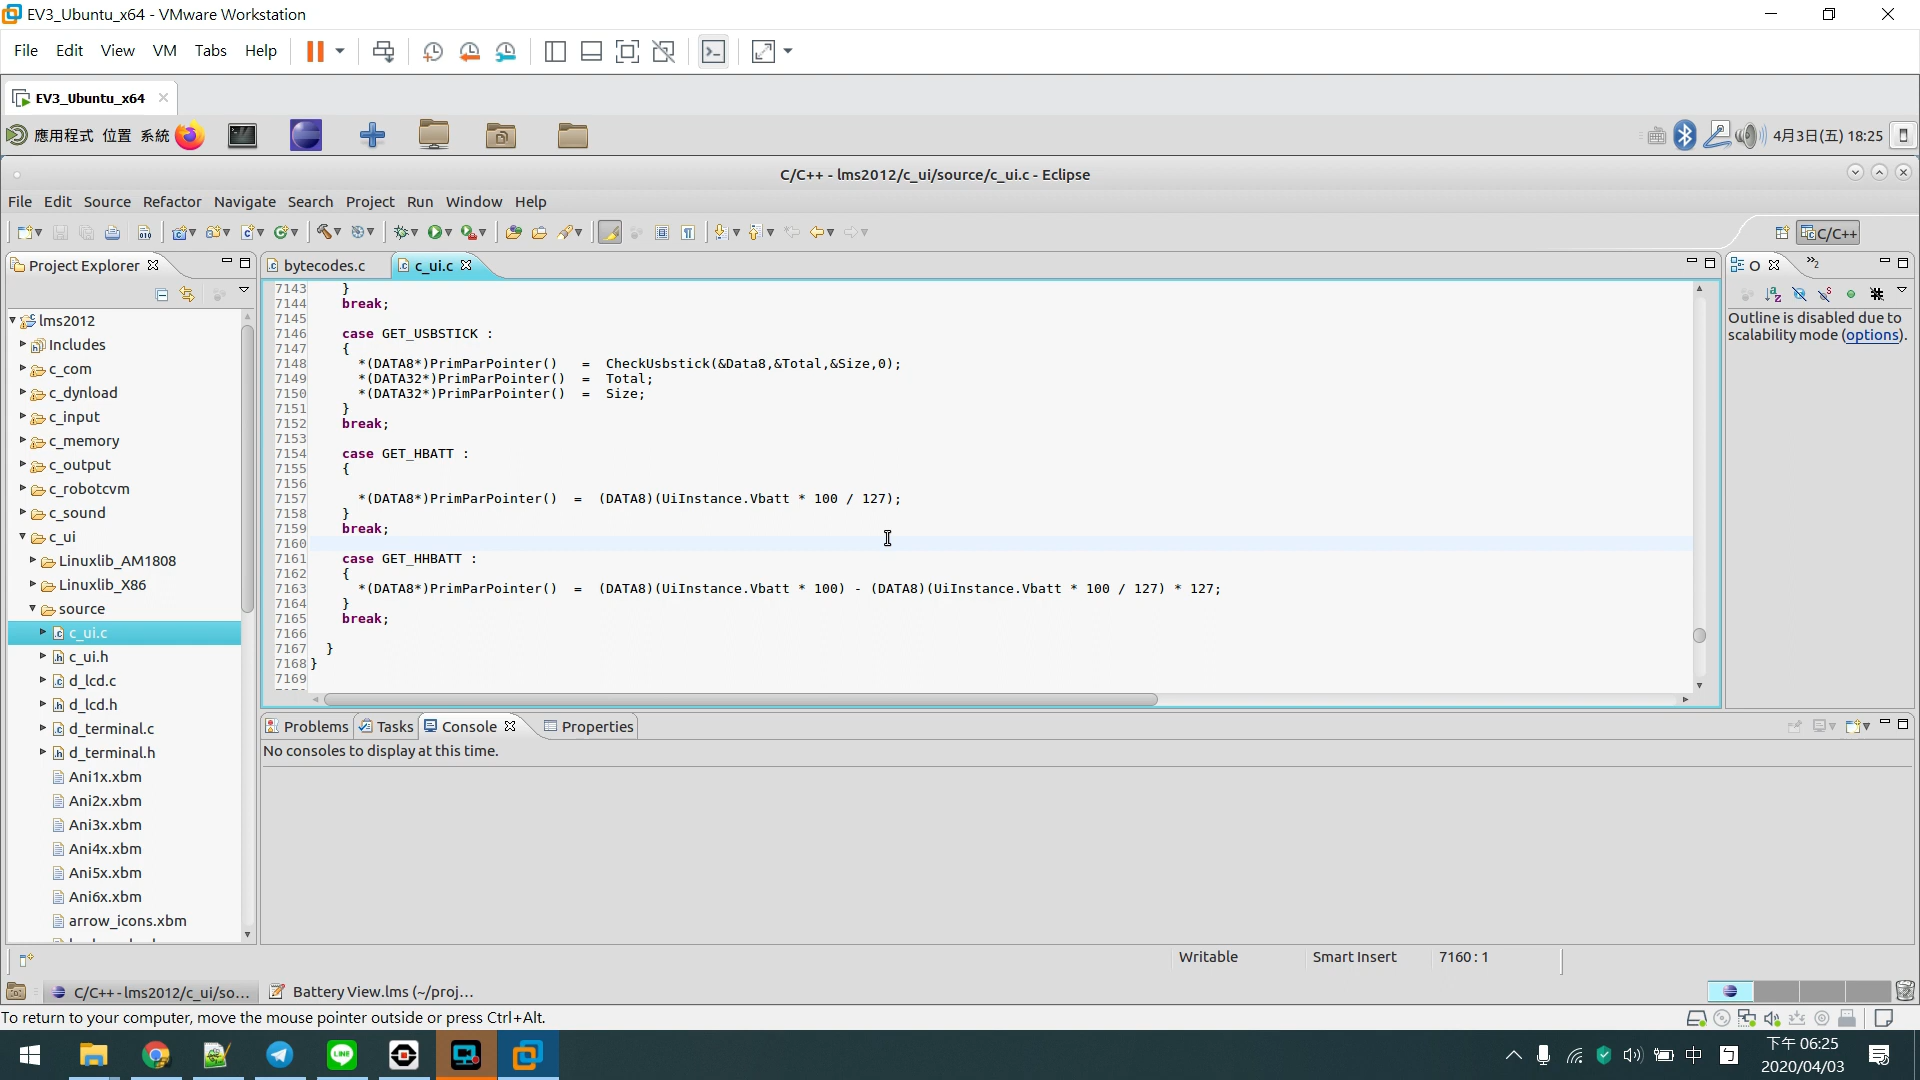 EV3_Ubuntu_x64 - VMware Workstation
File Edit View VM Tabs Help
EV3_Ubuntu_x64
應用程式 位置 系統 4月3日(五) 18:25
C/C++ - lms2012/c_ui/source/c_ui.c - Eclipse
File Edit Source Refactor Navigate Search Project Run Window Help
C/C++
Project Explorer
lms2012
Includes
c_com
c_dynload
c_input
c_memory
c_output
c_robotcvm
c_sound
c_ui
Linuxlib_AM1808
Linuxlib_X86
source
c_ui.c
c_ui.h
d_lcd.c
d_lcd.h
d_terminal.c
d_terminal.h
Ani1x.xbm
Ani2x.xbm
Ani3x.xbm
Ani4x.xbm
Ani5x.xbm
Ani6x.xbm
arrow_icons.xbm
bytecodes.c c_ui.c
7143 }
7144 break;
7145
7146 case GET_USBSTICK :
7147 {
7148 *(DATA8*)PrimParPointer() = CheckUsbstick(&Data8,&Total,&Size,0);
7149 *(DATA32*)PrimParPointer() = Total;
7150 *(DATA32*)PrimParPointer() = Size;
7151 }
7152 break;
7153
7154 case GET_HBATT :
7155 {
7156
7157 *(DATA8*)PrimParPointer() = (DATA8)(UiInstance.Vbatt * 100 / 127);
7158 }
7159 break;
7160
7161 case GET_HHBATT :
7162 {
7163 *(DATA8*)PrimParPointer() = (DATA8)(UiInstance.Vbatt * 100) - (DATA8)(UiInstance.Vbatt * 100 / 127) * 127;
7164 }
7165 break;
7166
7167 }
7168 }
7169
O
Outline is disabled due to
scalability mode (options).
Problems Tasks Console Properties
No consoles to display at this time.
Writable Smart Insert 7160 : 1
C/C++ - lms2012/c_ui/so... Battery View.lms (~/proj...
To return to your computer, move the mouse pointer outside or press Ctrl+Alt.
中
下午 06:25
2020/04/03